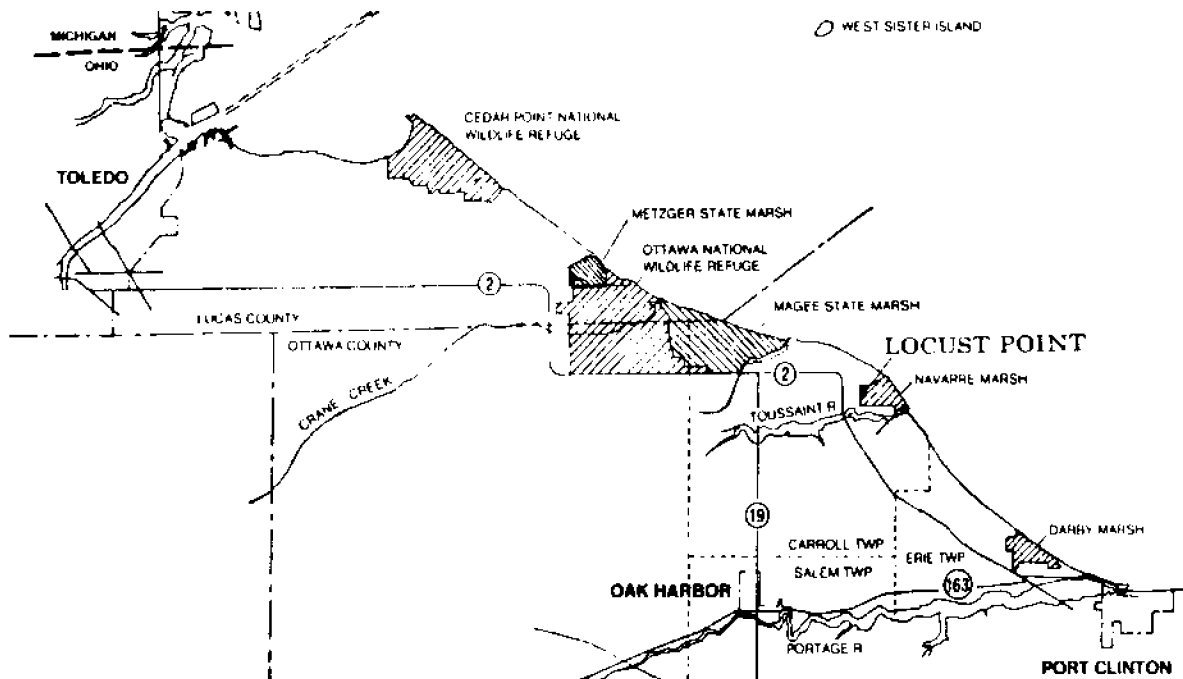 WEST SISTER ISLAND
MICHIGAN
OHIO
CEDAR POINT NATIONAL
WILDLIFE REFUGE
TOLEDO
METZGER STATE MARSH
OTTAWA NATIONAL
WILDLIFE REFUGE
2
MAGEE STATE MARSH
LUCAS COUNTY
OTTAWA COUNTY
LOCUST POINT
2
NAVARRE MARSH
CRANE CREEK
TOUSSAINT R
19
DARBY MARSH
CARROLL TWP
ERIE TWP
SALEM TWP
163
OAK HARBOR
PORTAGE R
PORT CLINTON